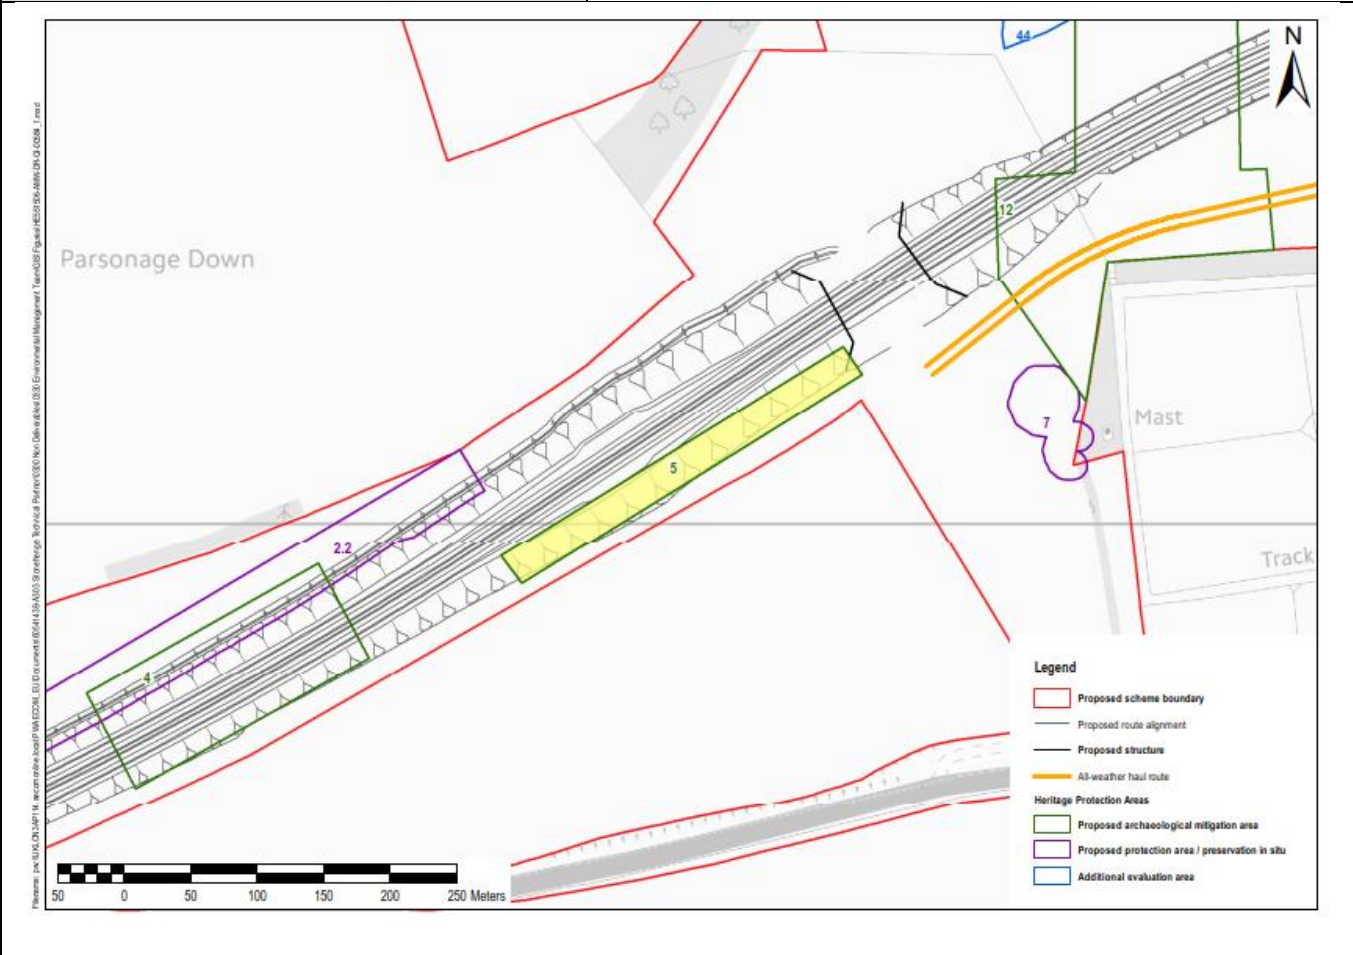 44
N
12
Parsonage Down
7
Mast
5
2.2
Track
4
Legend
Proposed scheme boundary
Proposed route alignment
Proposed structure
All-weather haul route
Heritage Protection Areas
Proposed archaeological mitigation area
Proposed protection area / preservation in situ
Additional evaluation area
50 0 50 100 150 200 250 Meters